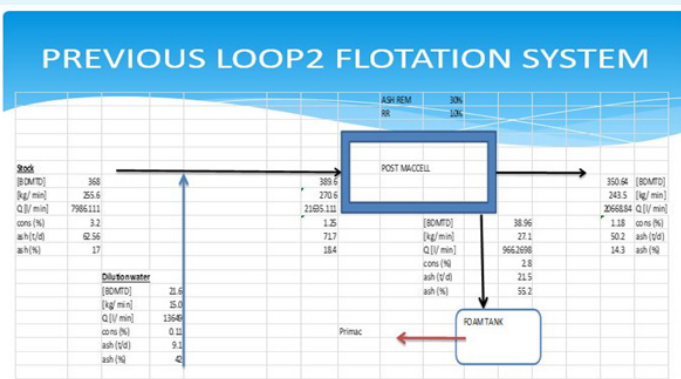 PREVIOUS LOOP2 FLOTATION SYSTEM
ASH REM 30%
RR 10%
POST MACCELL
Stock
[BDMTD] 368
[kg/ min] 255.6
Q [l/ min] 7986.111
cons (%) 3.2
ash (t/d) 62.56
ash (%) 17
389.6
270.6
21635.111
1.25
71.7
18.4
350.64 [BDMTD]
243.5 [kg/ min]
20668.84 Q [l/ min]
1.18 cons (%)
50.2 ash (t/d)
14.3 ash (%)
[BDMTD] 38.96
[kg/ min] 27.1
Q [l/ min] 966.2698
cons (%) 2.8
ash (t/d) 21.5
ash (%) 55.2
Dilution water
[BDMTD] 21.6
[kg/ min] 15.0
Q [l/ min] 13649
cons (%) 0.11
ash (t/d) 9.1
ash (%) 42
Primac
FOAM TANK